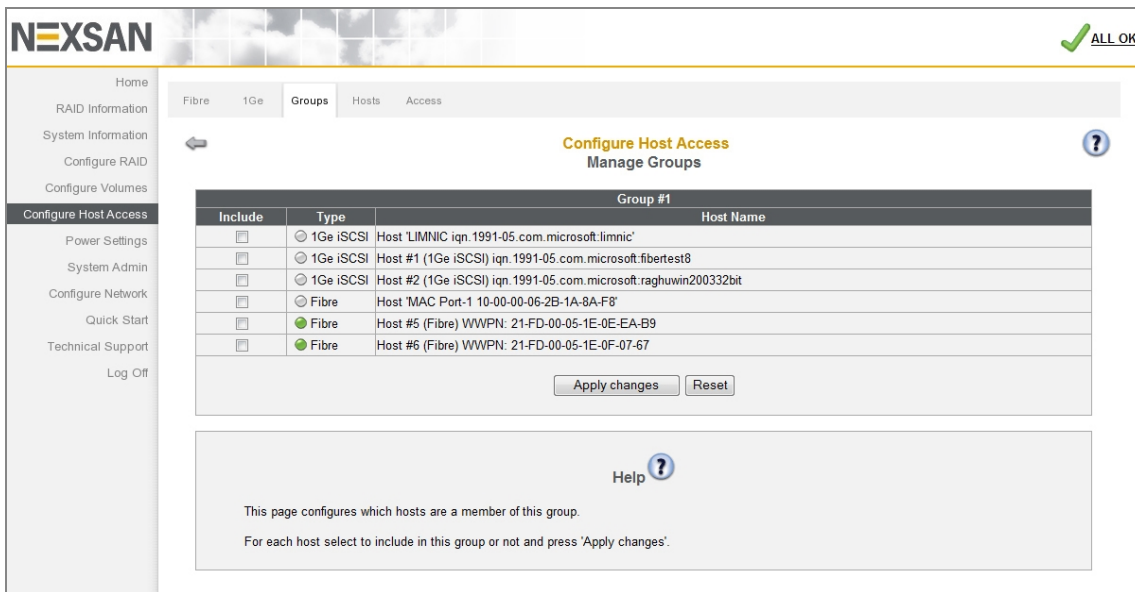 NEXSAN
ALL OK
Home
RAID Information
System Information
Configure RAID
Configure Volumes
Configure Host Access
Power Settings
System Admin
Configure Network
Quick Start
Technical Support
Log Off
Fibre 1Ge Groups Hosts Access
?
Configure Host Access
Manage Groups
Group #1
Include Type Host Name
1Ge iSCSI Host 'LIMNIC iqn.1991-05.com.microsoft:limnic'
1Ge iSCSI Host #1 (1Ge iSCSI) iqn.1991-05.com.microsoft:fibertest8
1Ge iSCSI Host #2 (1Ge iSCSI) iqn.1991-05.com.microsoft:raghuwin200332bit
Fibre Host 'MAC Port-1 10-00-00-06-2B-1A-8A-F8'
Fibre Host #5 (Fibre) WWPN: 21-FD-00-05-1E-0E-EA-B9
Fibre Host #6 (Fibre) WWPN: 21-FD-00-05-1E-0F-07-67
Apply changes Reset
Help ?
This page configures which hosts are a member of this group.
For each host select to include in this group or not and press 'Apply changes'.